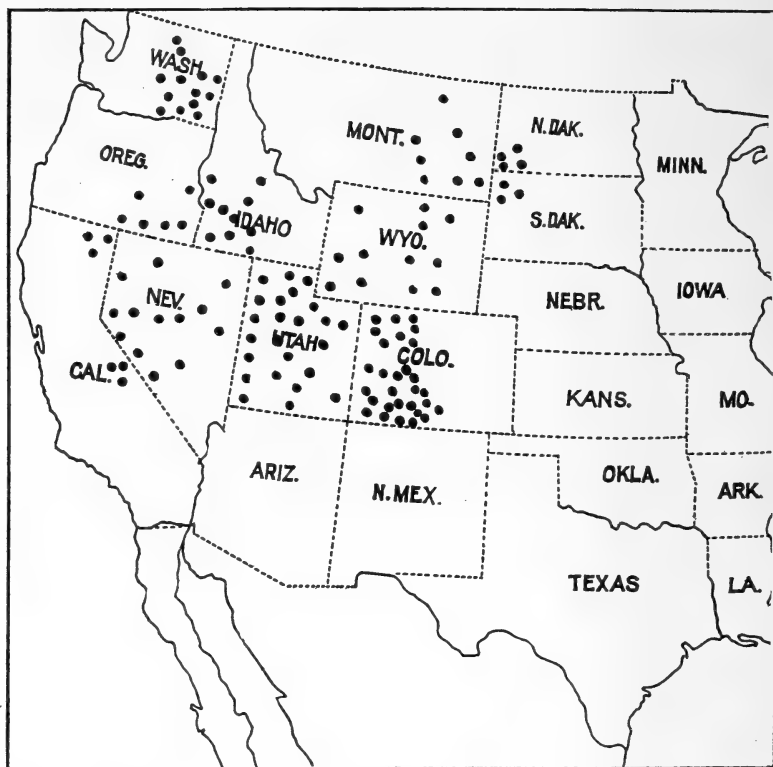 WASH.
MONT.
N.DAK.
MINN.
OREG.
IDAHO
S.DAK.
WYO.
NEBR.
IOWA
NEV.
UTAH
COLO.
CAL.
KANS.
MO.
ARIZ.
N.MEX.
OKLA.
ARK.
TEXAS
LA.